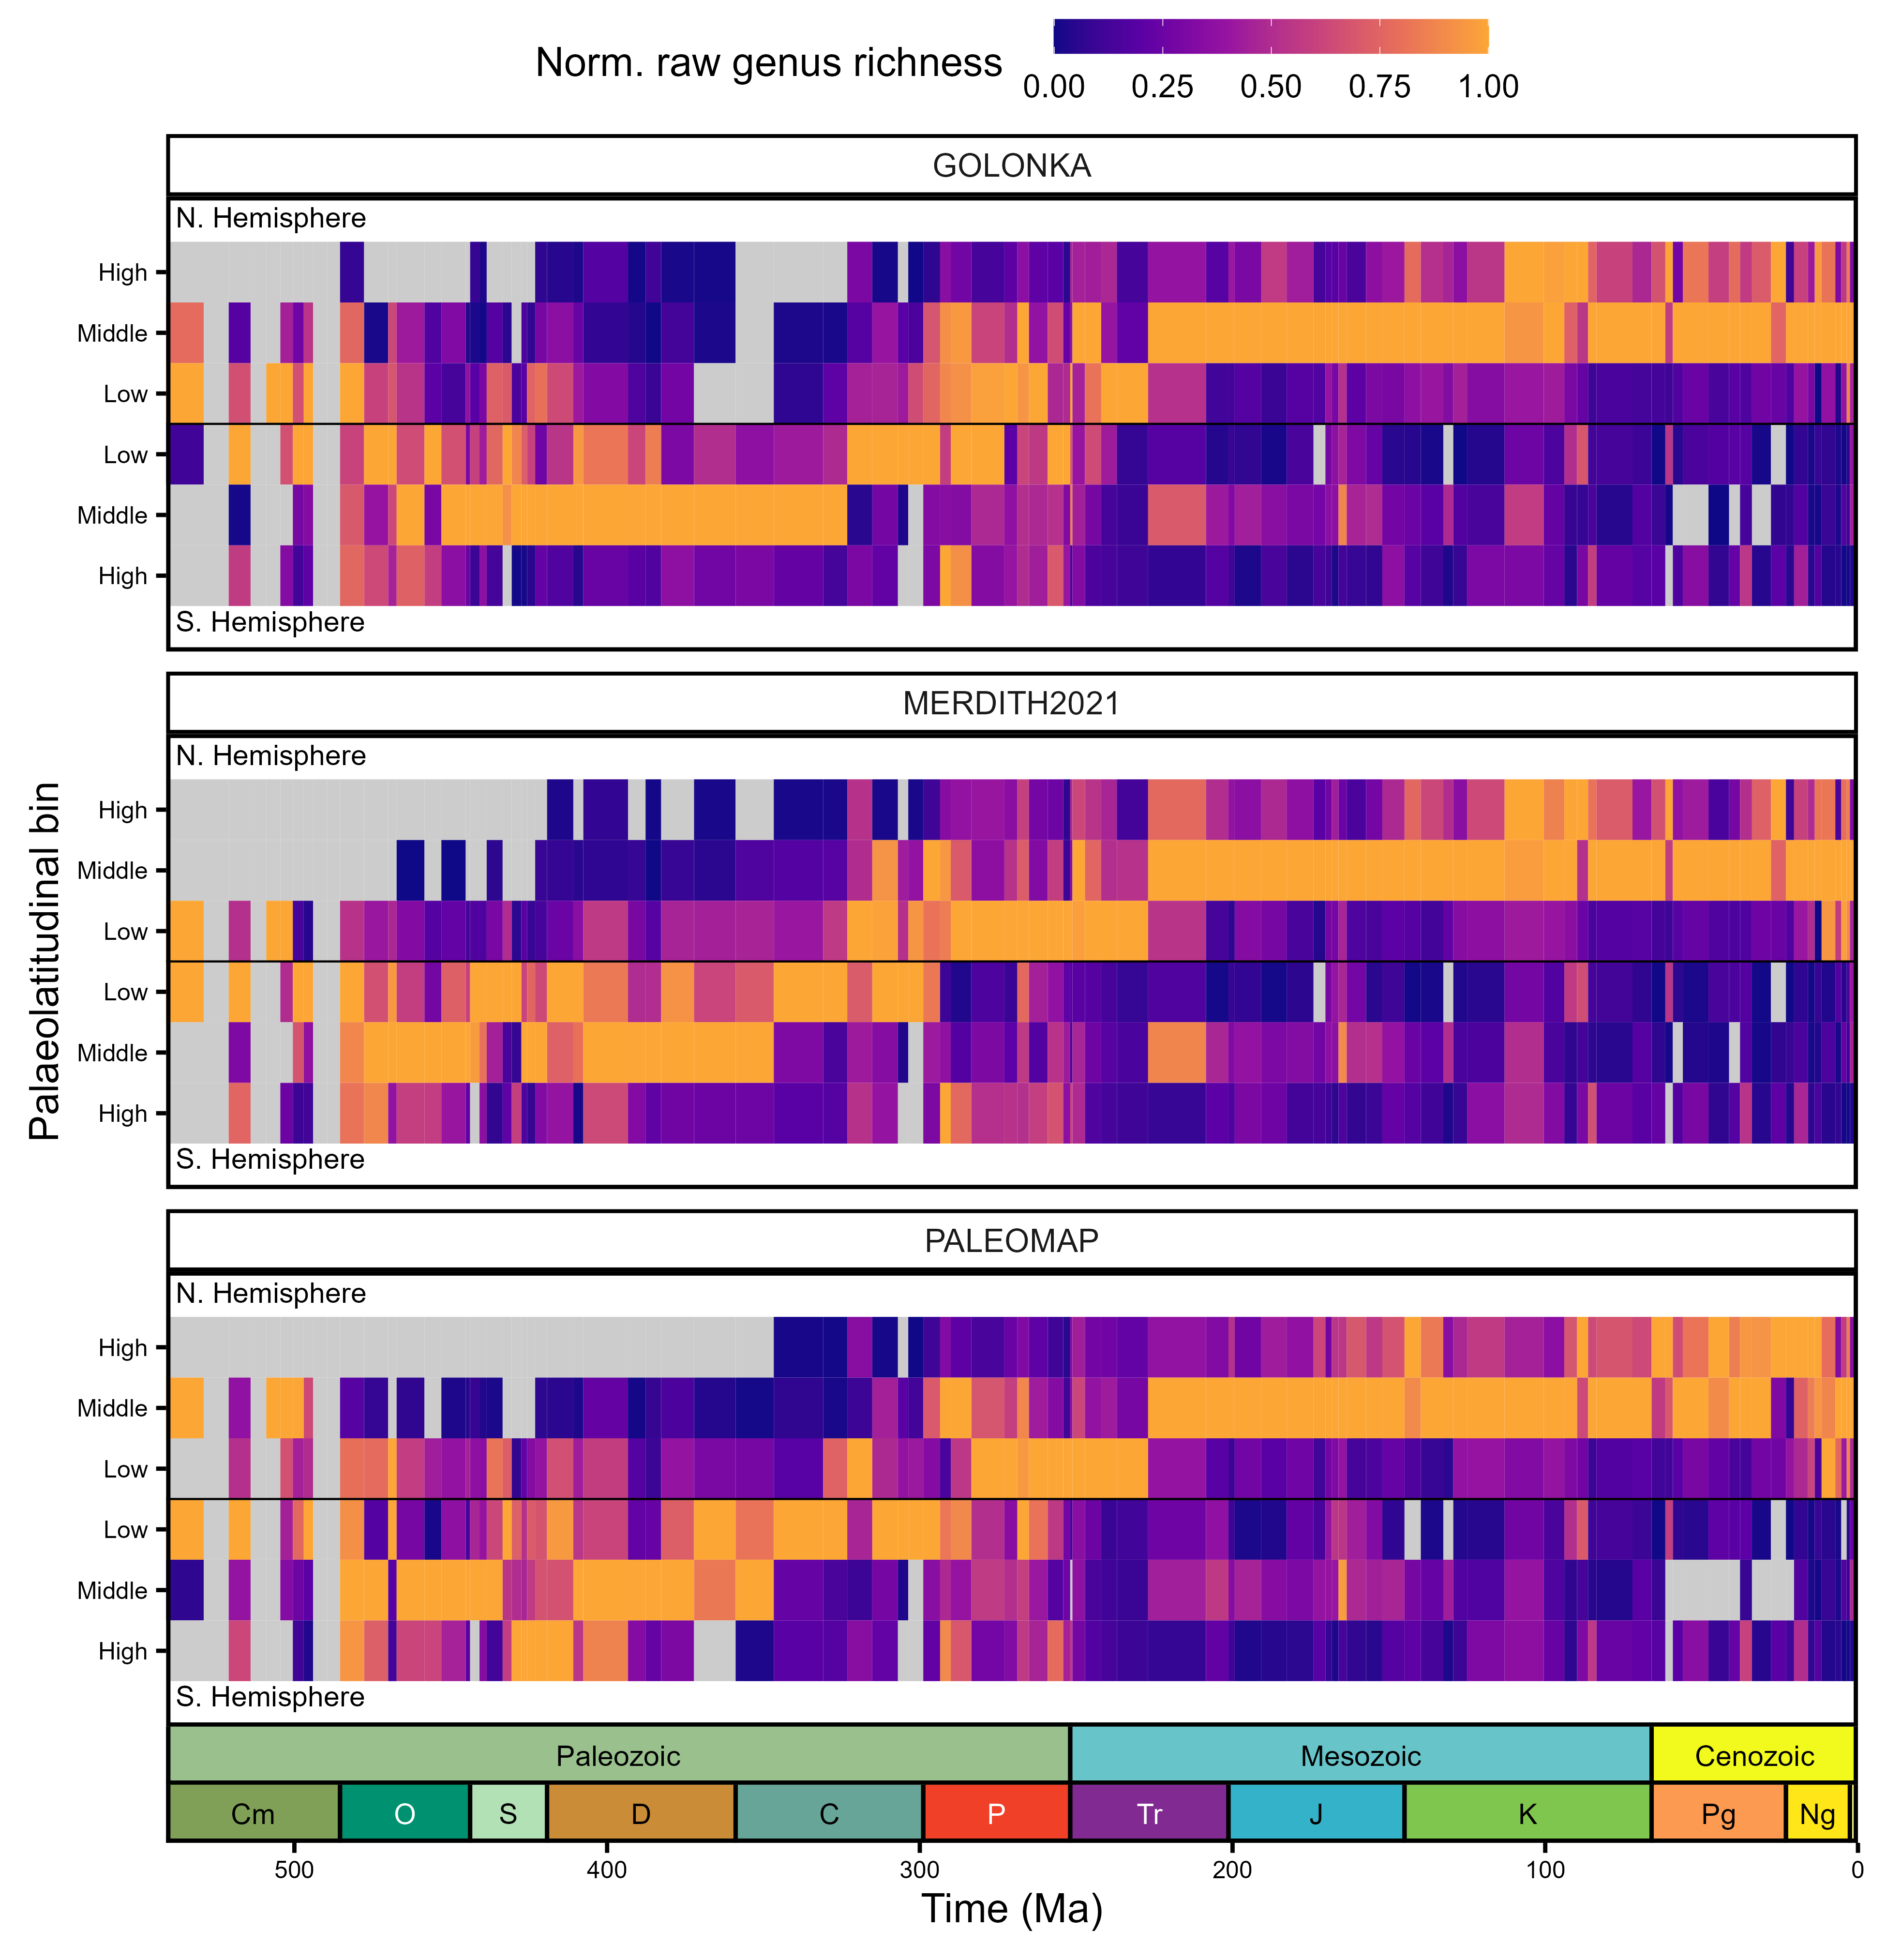 Norm. raw genus richness
0.00 0.25 0.50 0.75 1.00
GOLONKA
N. Hemisphere
High
Middle
Low
Low
Middle
High
S. Hemisphere
MERDITH2021
N. Hemisphere
High
Middle
Low
Low
Middle
High
S. Hemisphere
Palaeolatitudinal bin
PALEOMAP
N. Hemisphere
High
Middle
Low
Low
Middle
High
S. Hemisphere
Paleozoic Mesozoic Cenozoic
Cm O S D C P Tr J K Pg Ng
500 400 300 200 100 0
Time (Ma)